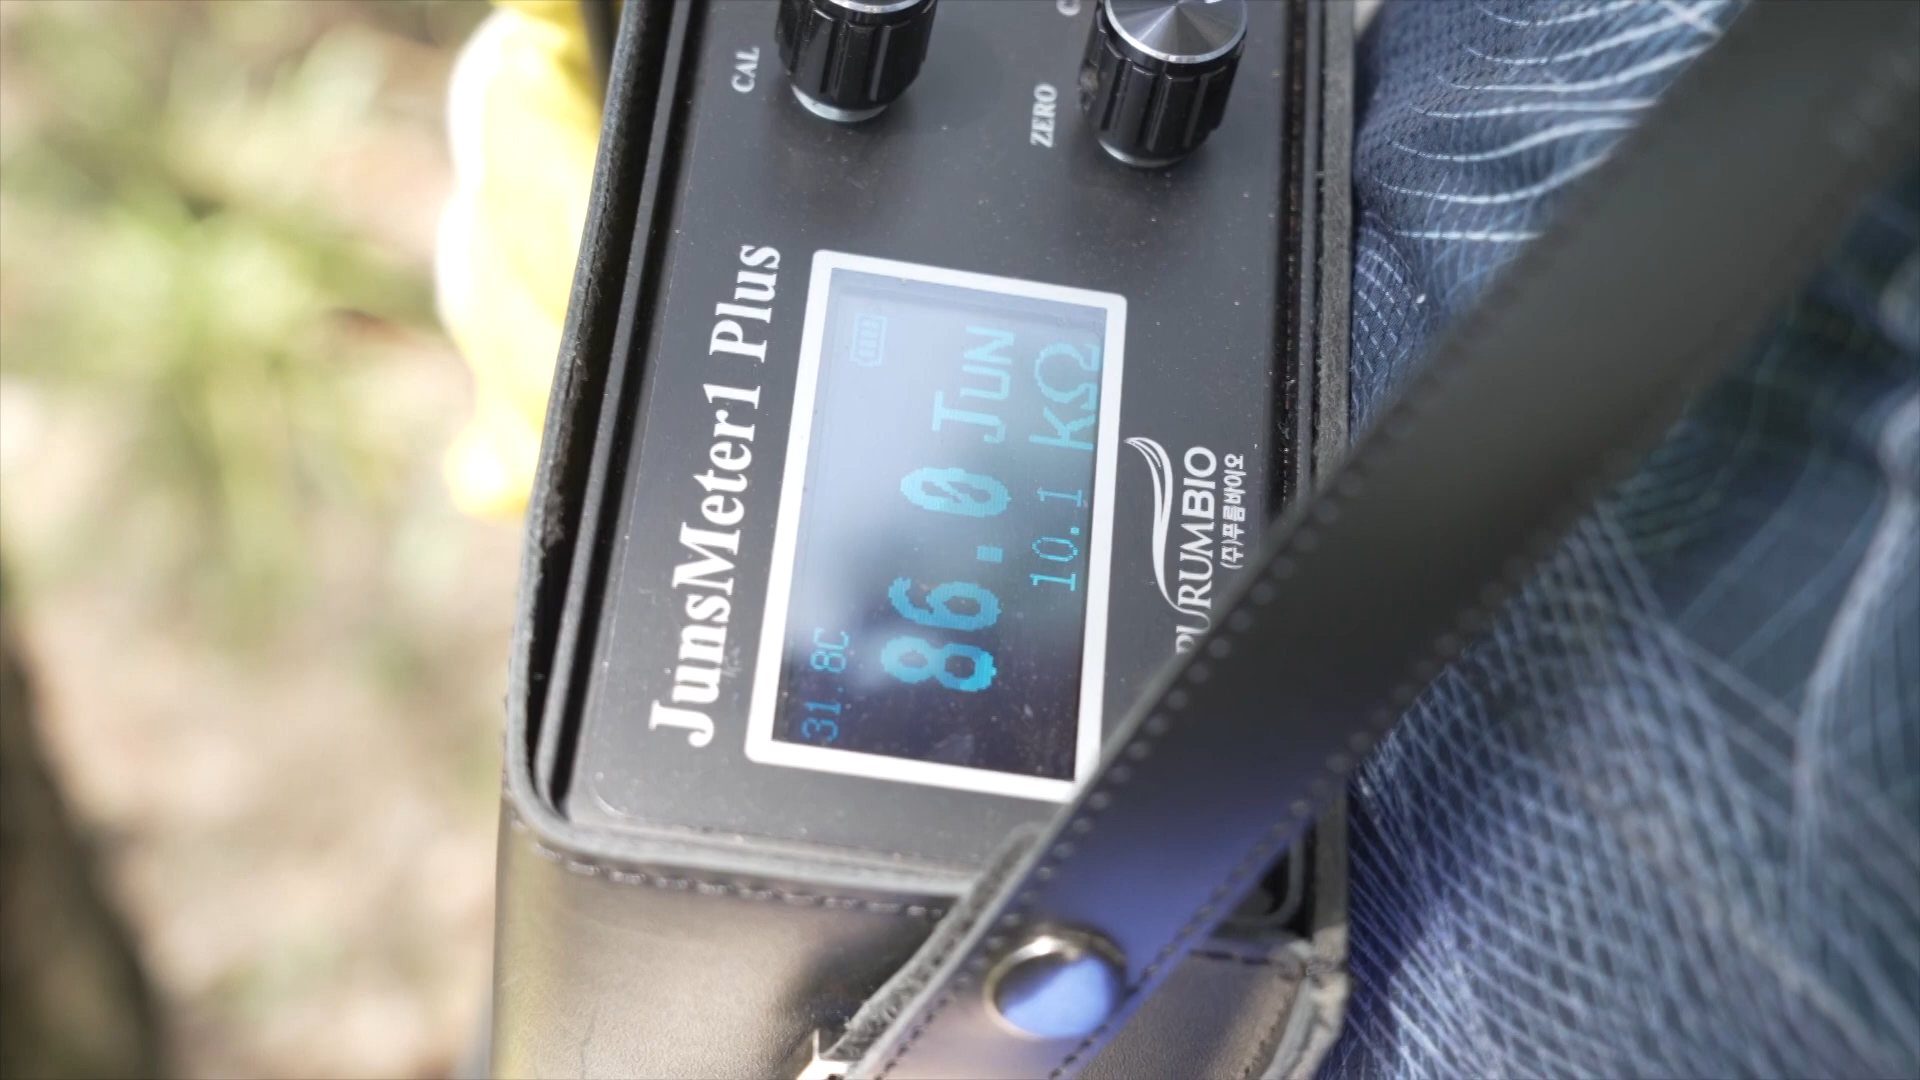 CAL
ZERO
JunsMeter1 Plus
31.8C
86.0 Jun
10.1 kΩ
PURUMBIO
(주)푸름바이오